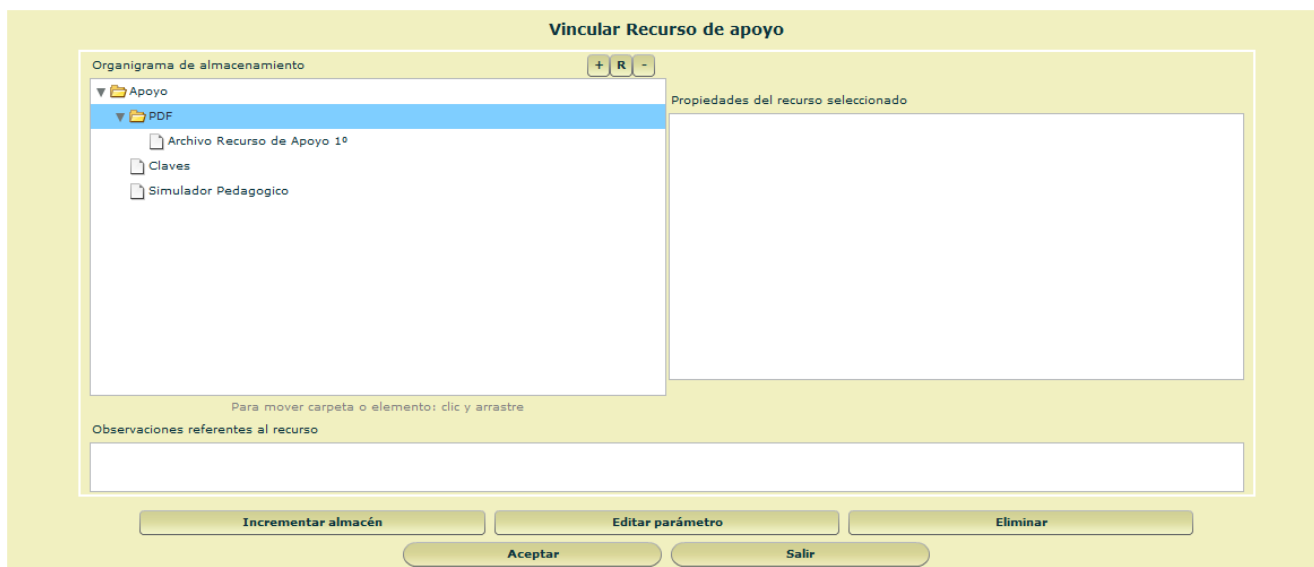 Vincular Recurso de apoyo
Organigrama de almacenamiento
+ R -
Apoyo
PDF
Archivo Recurso de Apoyo 1º
Claves
Simulador Pedagogico
Propiedades del recurso seleccionado
Para mover carpeta o elemento: clic y arrastre
Observaciones referentes al recurso
Incrementar almacén Editar parámetro Eliminar
Aceptar Salir